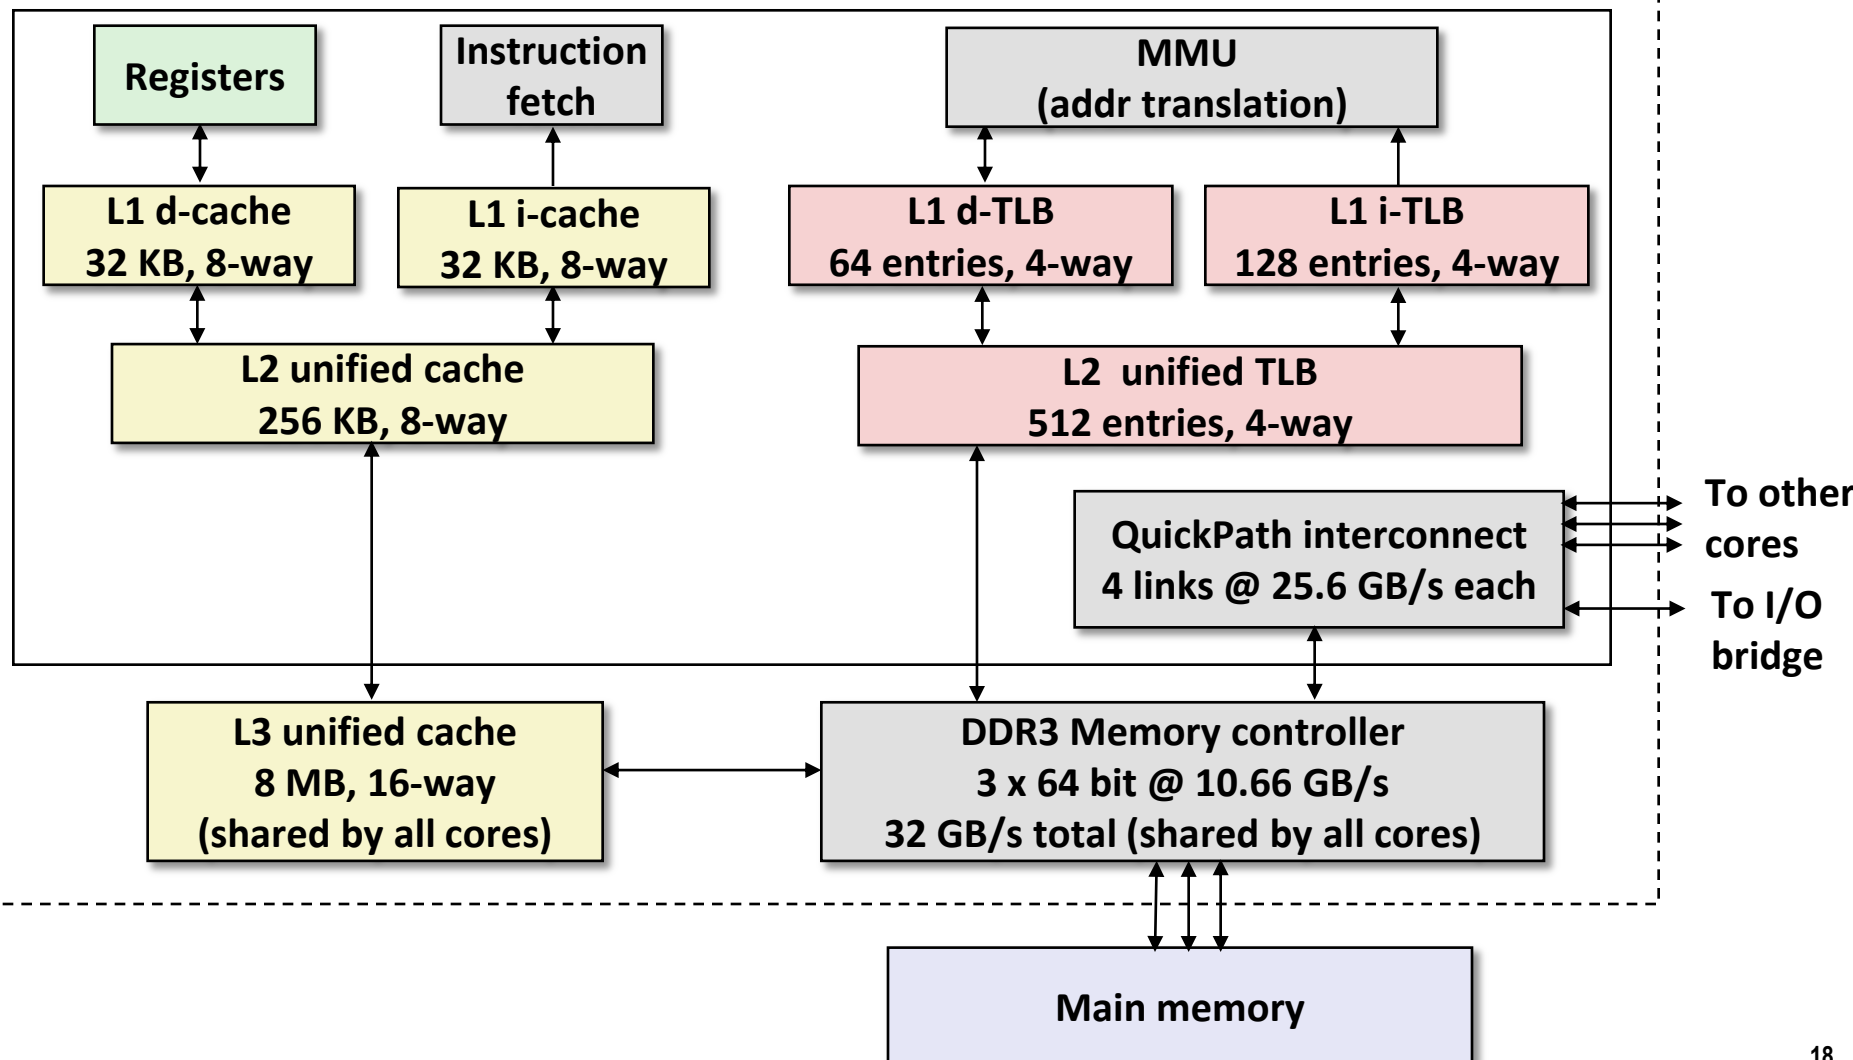 Registers
Instruction
fetch
MMU
(addr translation)
L1 d-cache
32 KB, 8-way
L1 i-cache
32 KB, 8-way
L1 d-TLB
64 entries, 4-way
L1 i-TLB
128 entries, 4-way
L2 unified cache
256 KB, 8-way
L2  unified TLB
512 entries, 4-way
QuickPath interconnect
4 links @ 25.6 GB/s each
To other
cores
To I/O
bridge
L3 unified cache
8 MB, 16-way
(shared by all cores)
DDR3 Memory controller
3 x 64 bit @ 10.66 GB/s
32 GB/s total (shared by all cores)
Main memory
18